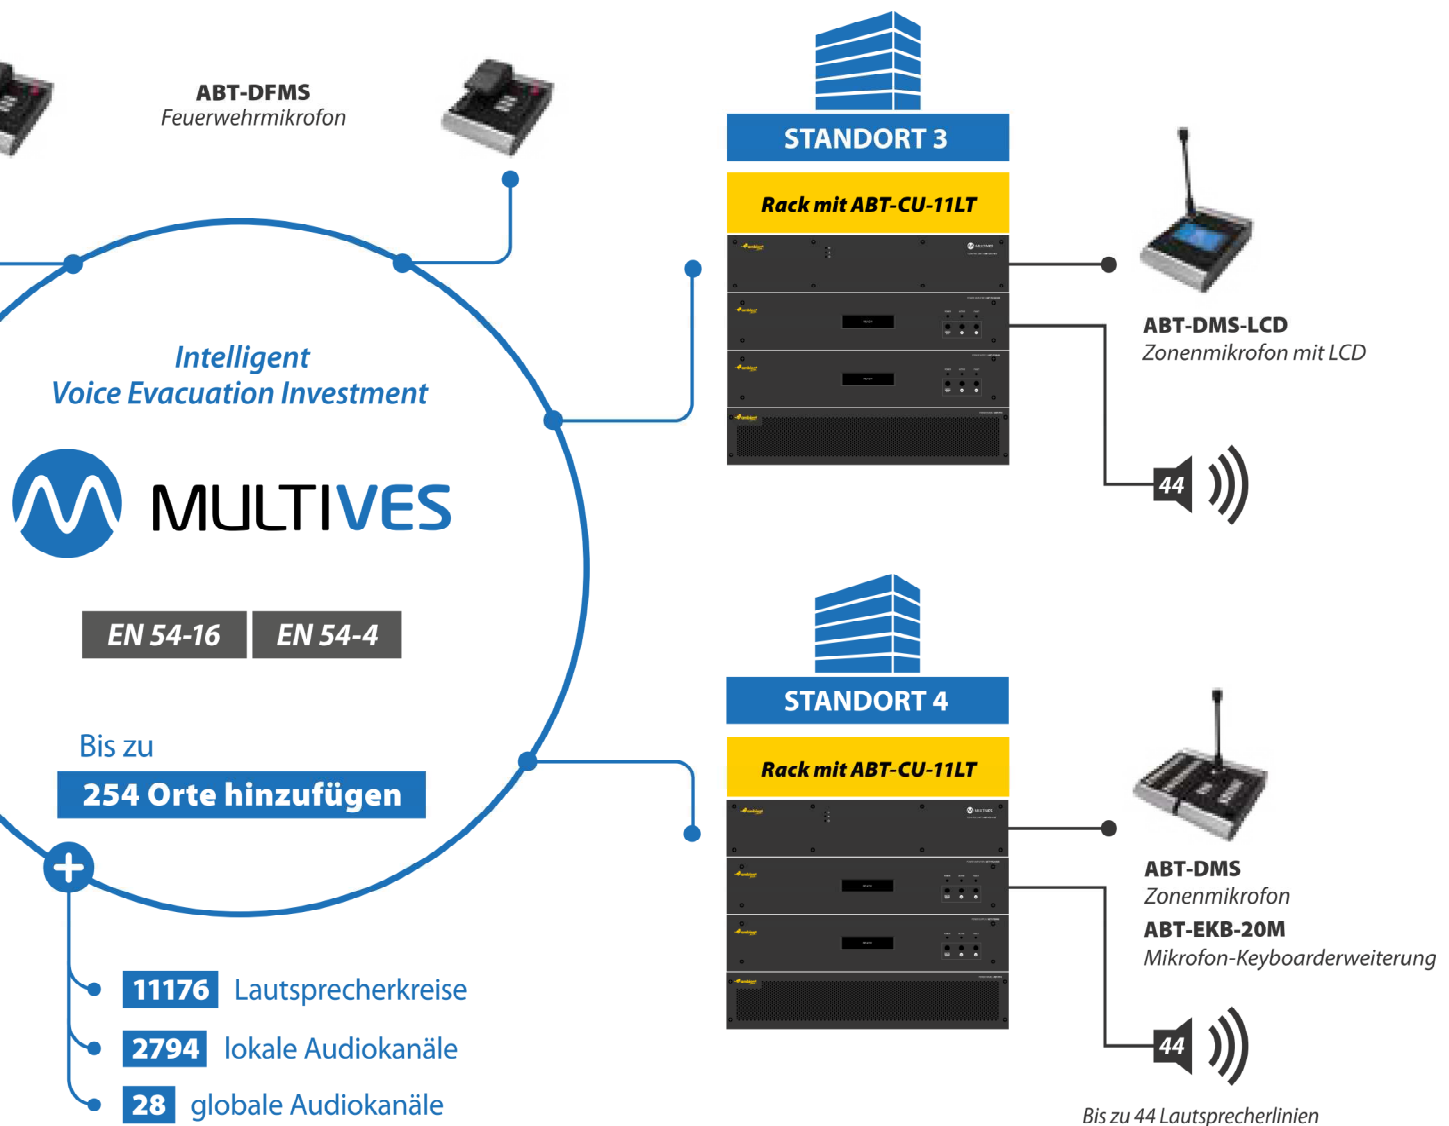 ABT-DFMS
Feuerwehrmikrofon
Intelligent
Voice Evacuation Investment
MULTIVES
EN 54-16 EN 54-4
Bis zu
254 Orte hinzufügen
11176 Lautsprecherkreise
2794 lokale Audiokanäle
28 globale Audiokanäle
STANDORT 3
Rack mit ABT-CU-11LT
MULTIVES
ABT-DMS-LCD
Zonenmikrofon mit LCD
44
STANDORT 4
Rack mit ABT-CU-11LT
MULTIVES
ABT-DMS
Zonenmikrofon
ABT-EKB-20M
Mikrofon-Keyboarderweiterung
44
Bis zu 44 Lautsprecherlinien